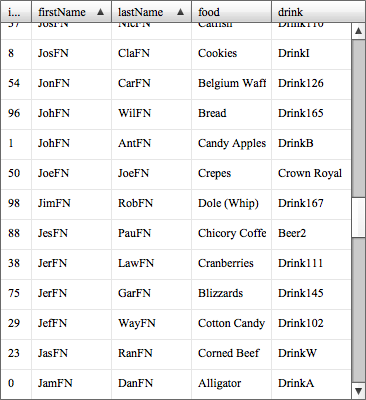 i... firstName ▲ lastName ▲ food drink
37 JosFN NicFN Catfish Drink110
8 JosFN ClaFN Cookies DrinkI
54 JonFN CarFN Belgium Waff Drink126
96 JohFN WilFN Bread Drink165
1 JohFN AntFN Candy Apples DrinkB
50 JoeFN JoeFN Crepes Crown Royal
98 JimFN RobFN Dole (Whip) Drink167
88 JesFN PauFN Chicory Coffe Beer2
38 JerFN LawFN Cranberries Drink111
75 JerFN GarFN Blizzards Drink145
29 JefFN WayFN Cotton Candy Drink102
23 JasFN RanFN Corned Beef DrinkW
0 JamFN DanFN Alligator DrinkA